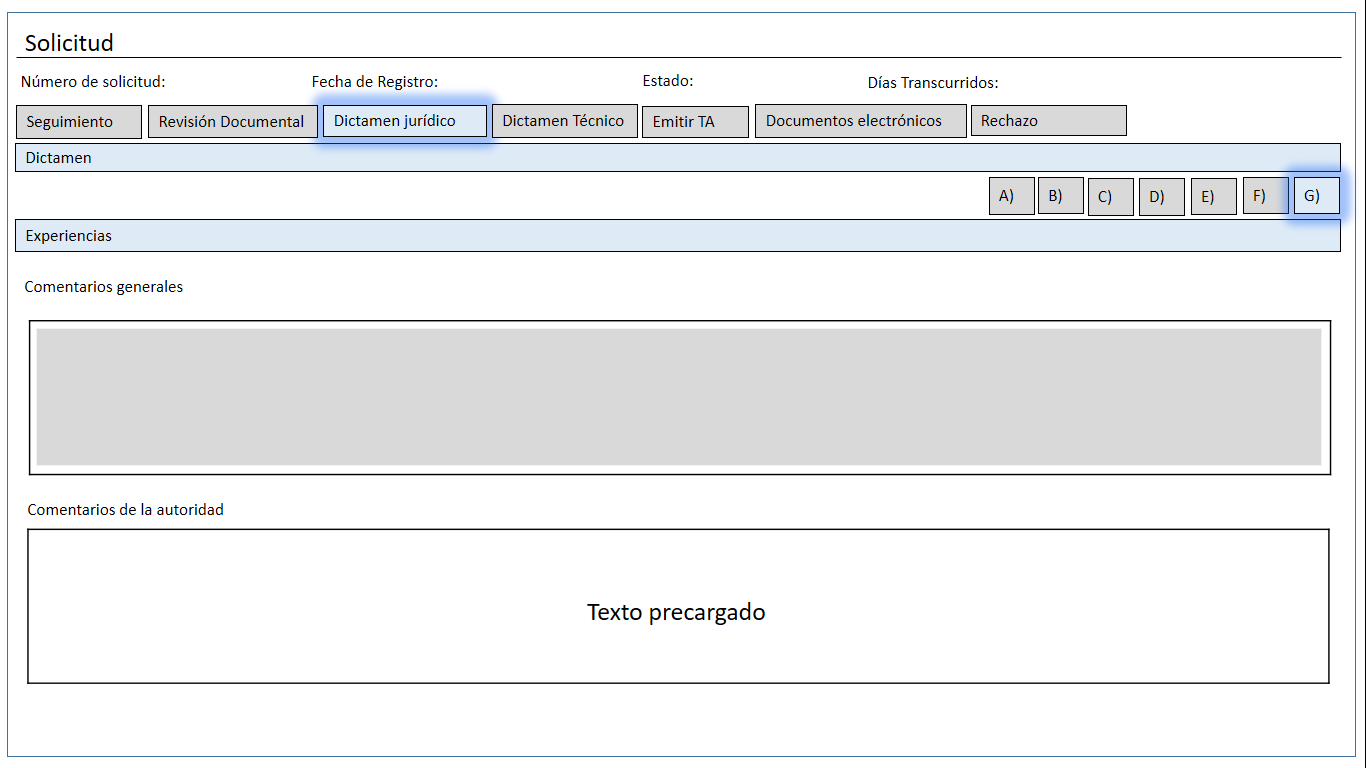 Solicitud
Número de solicitud: Fecha de Registro: Estado: Días Transcurridos:
Seguimiento Revisión Documental Dictamen jurídico Dictamen Técnico Emitir TA Documentos electrónicos Rechazo
Dictamen
A) B) C) D) E) F) G)
Experiencias
Comentarios generales
Comentarios de la autoridad
Texto precargado